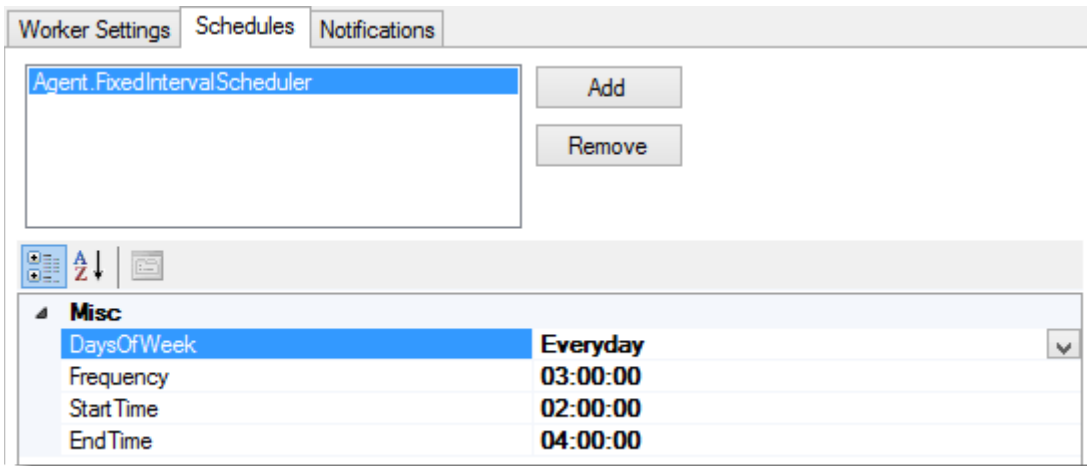 Worker Settings Schedules Notifications
Agent.FixedIntervalScheduler
Add
Remove
A
Z
Misc
DaysOfWeek Everyday
Frequency 03:00:00
StartTime 02:00:00
EndTime 04:00:00